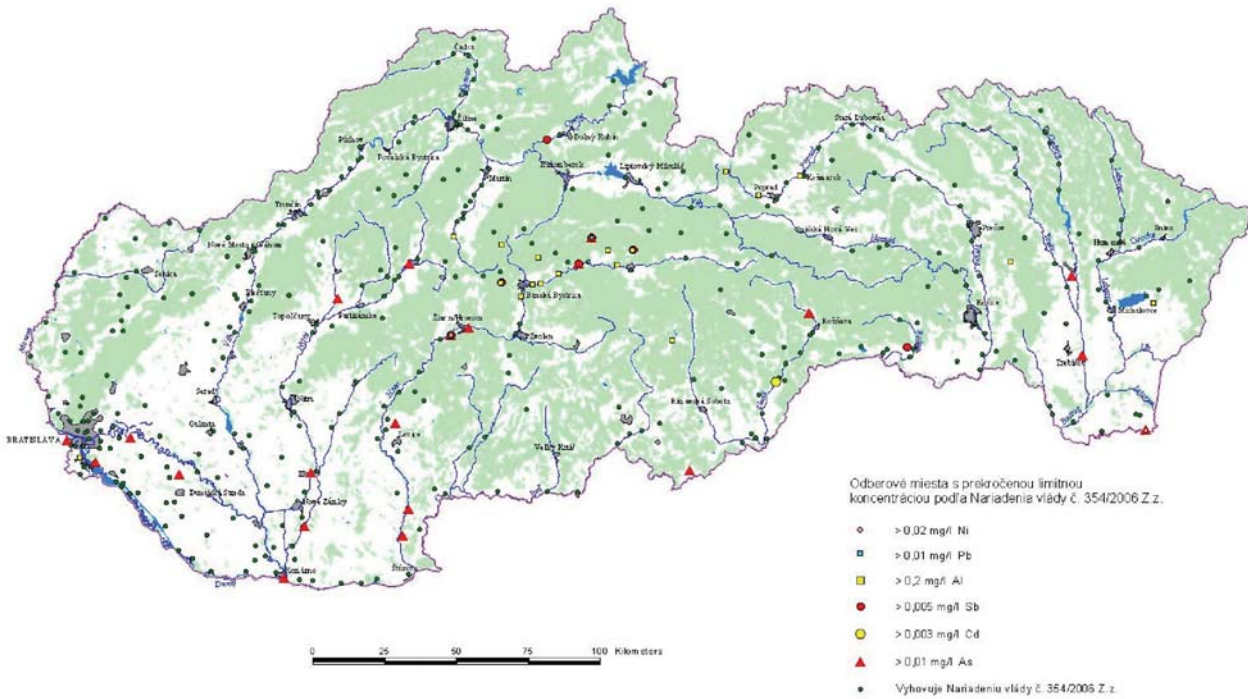 Čadca
Žilina
Dolný Kubín
Stará Ľubovňa
Púchov
Považská Bystrica
Martin
Ružomberok
Liptovský Mikuláš
Kežmarok
Poprad
Trenčín
Váh
Prešov
Snina
Humenné
Spišská Nová Ves
Nové Mesto n/Váhom
Senica
Hornád
Piešťany
Banská Bystrica
Topoľčany
Partizánske
Žiar n/Hronom
Zvolen
Rožňava
Košice
Michalovce
Trebišov
Sereď
Nitra
Galanta
Levice
Rimavská Sobota
BRATISLAVA
Veľký Krtíš
Dunajská Streda
Nové Zámky
Komárno
Štúrovo
Dunaj
Odberové miesta s prekročenou limitnou
koncentráciou podľa Nariadenia vlády č. 354/2006 Z.z.
> 0,02 mg/l Ni
> 0,01 mg/l Pb
> 0,2 mg/l Al
> 0,005 mg/l Sb
> 0,003 mg/l Cd
> 0,01 mg/l As
Vyhovuje Nariadeniu vlády č. 354/2006 Z.z.
0 25 50 75 100 Kilometers